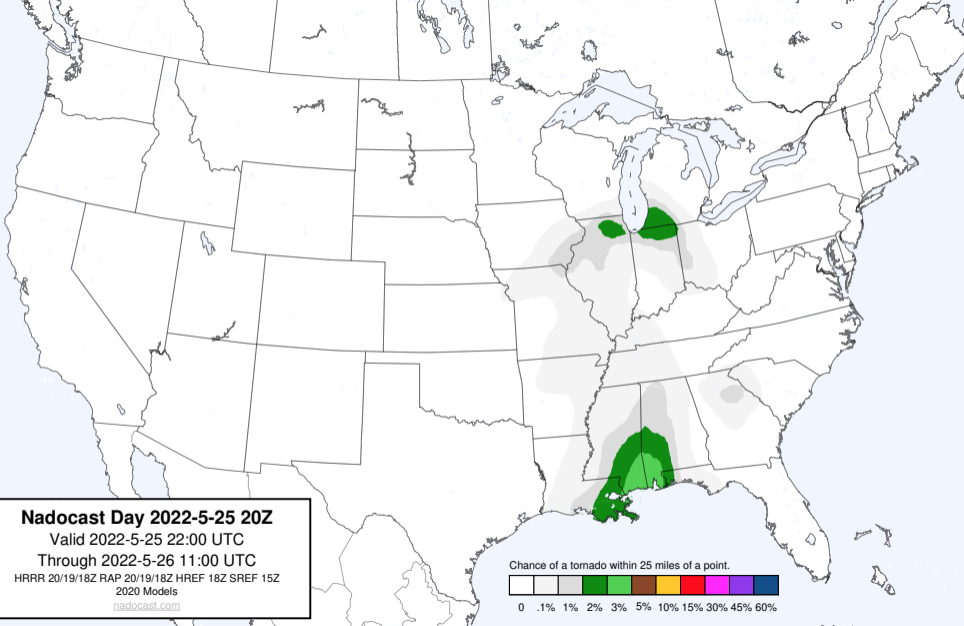 Nadocast Day 2022-5-25 20Z
Valid 2022-5-25 22:00 UTC
Through 2022-5-26 11:00 UTC
HRRR 20/19/18Z RAP 20/19/18Z HREF 18Z SREF 15Z
2020 Models
nadocast.com
Chance of a tornado within 25 miles of a point.
0 .1% 1% 2% 3% 5% 10% 15% 30% 45% 60%